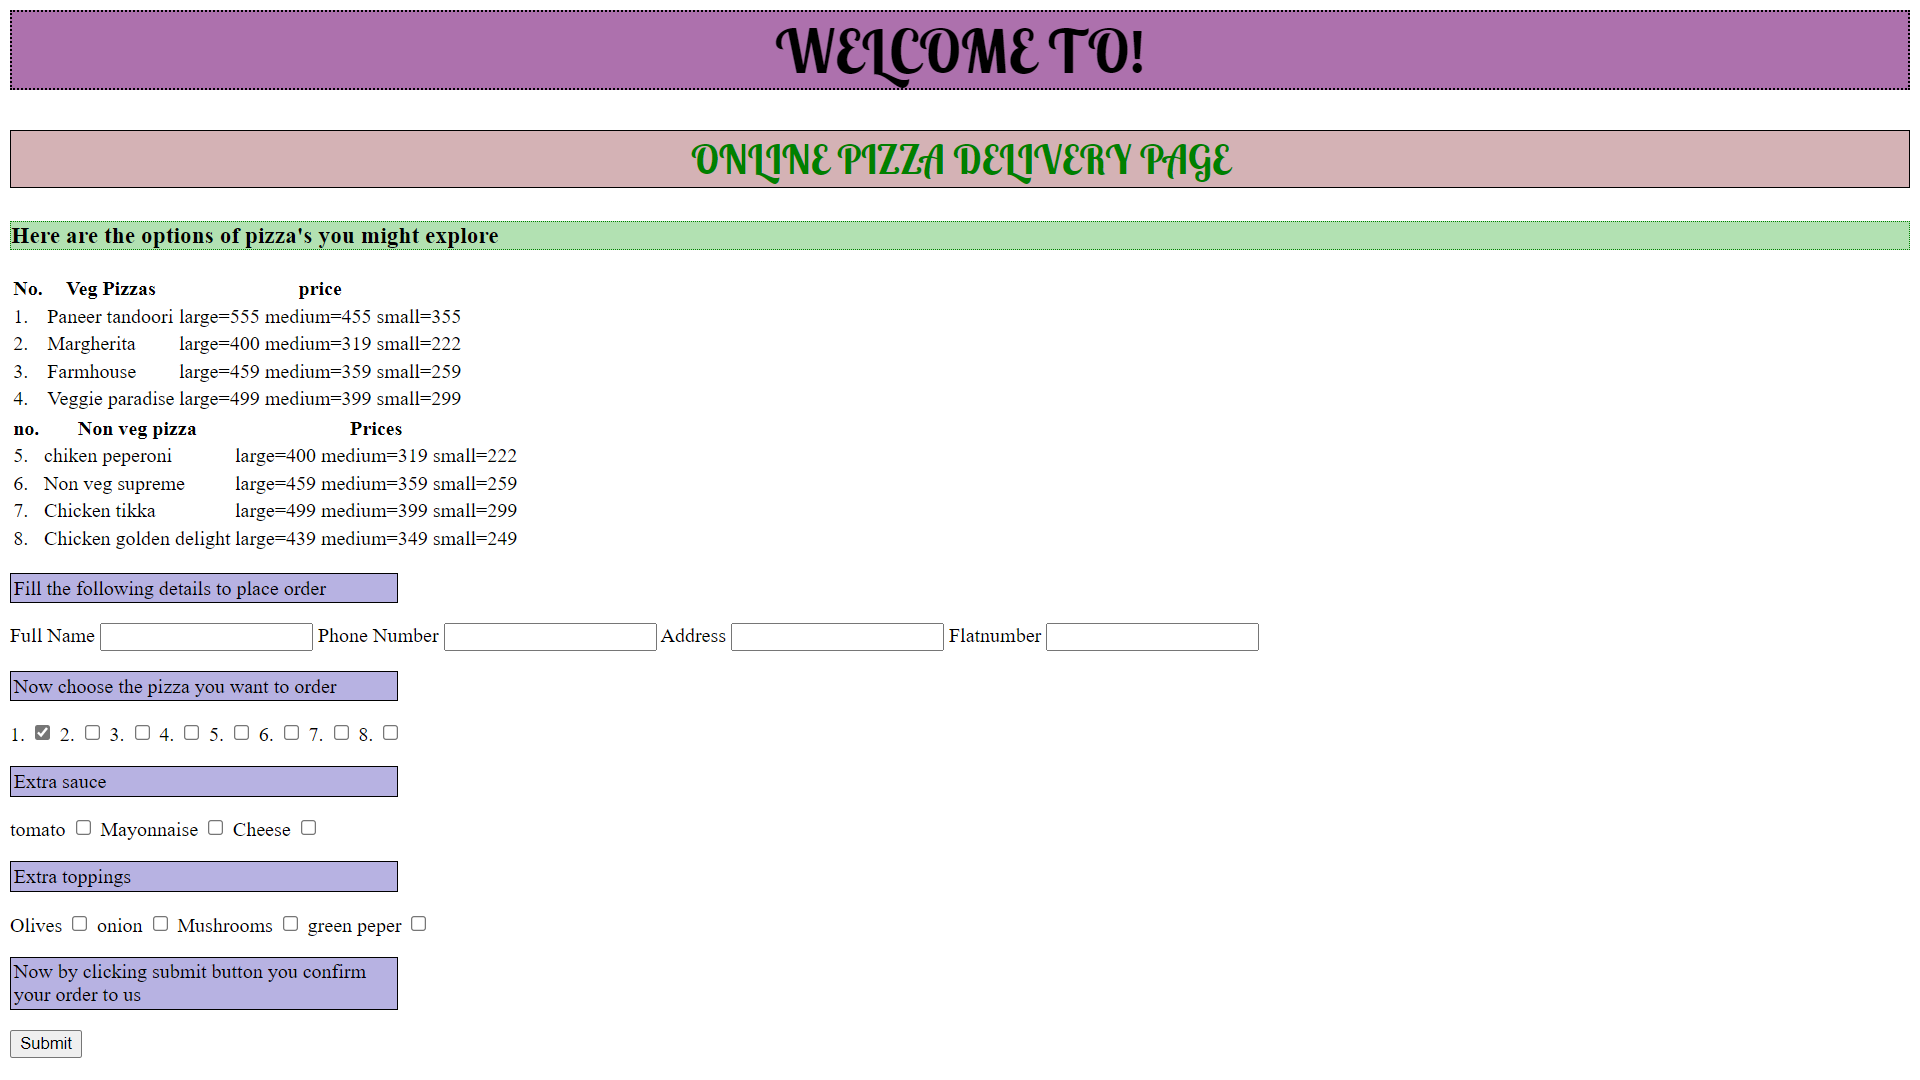 WELCOME TO!
ONLINE PIZZA DELIVERY PAGE
Here are the options of pizza's you might explore
No. Veg Pizzas price
1. Paneer tandoori large=555 medium=455 small=355
2. Margherita large=400 medium=319 small=222
3. Farmhouse large=459 medium=359 small=259
4. Veggie paradise large=499 medium=399 small=299
no. Non veg pizza Prices
5. chiken peperoni large=400 medium=319 small=222
6. Non veg supreme large=459 medium=359 small=259
7. Chicken tikka large=499 medium=399 small=299
8. Chicken golden delight large=439 medium=349 small=249
Fill the following details to place order
Full Name Phone Number Address Flatnumber
Now choose the pizza you want to order
1. 2. 3. 4. 5. 6. 7. 8.
Extra sauce
tomato Mayonnaise Cheese
Extra toppings
Olives onion Mushrooms green peper
Now by clicking submit button you confirm
your order to us
Submit